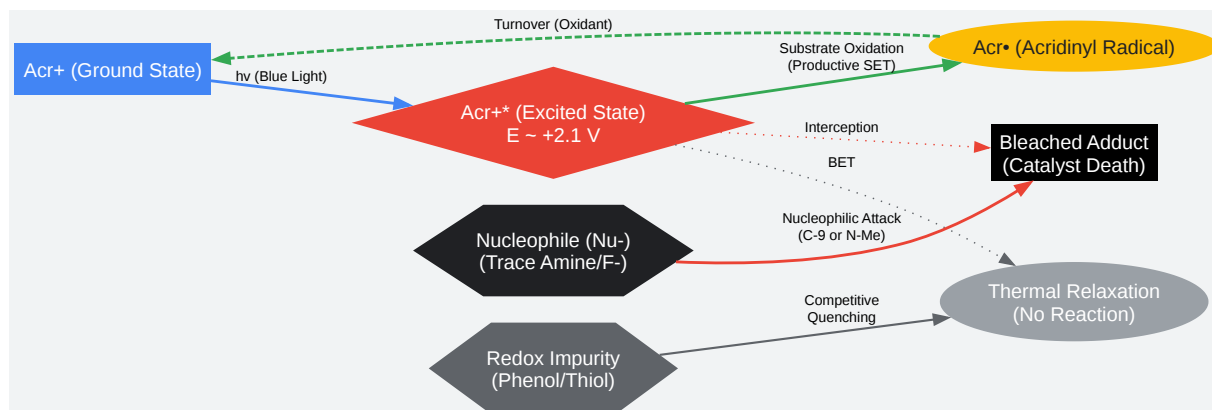 Turnover (Oxidant)
Acr+ (Ground State)
hv (Blue Light)
Substrate Oxidation
(Productive SET)
Acr• (Acridinyl Radical)
Acr+* (Excited State)
E ~ +2.1 V
Interception
BET
Bleached Adduct
(Catalyst Death)
Nucleophile (Nu-)
(Trace Amine/F-)
Nucleophilic Attack
(C-9 or N-Me)
Thermal Relaxation
(No Reaction)
Competitive
Quenching
Redox Impurity
(Phenol/Thiol)